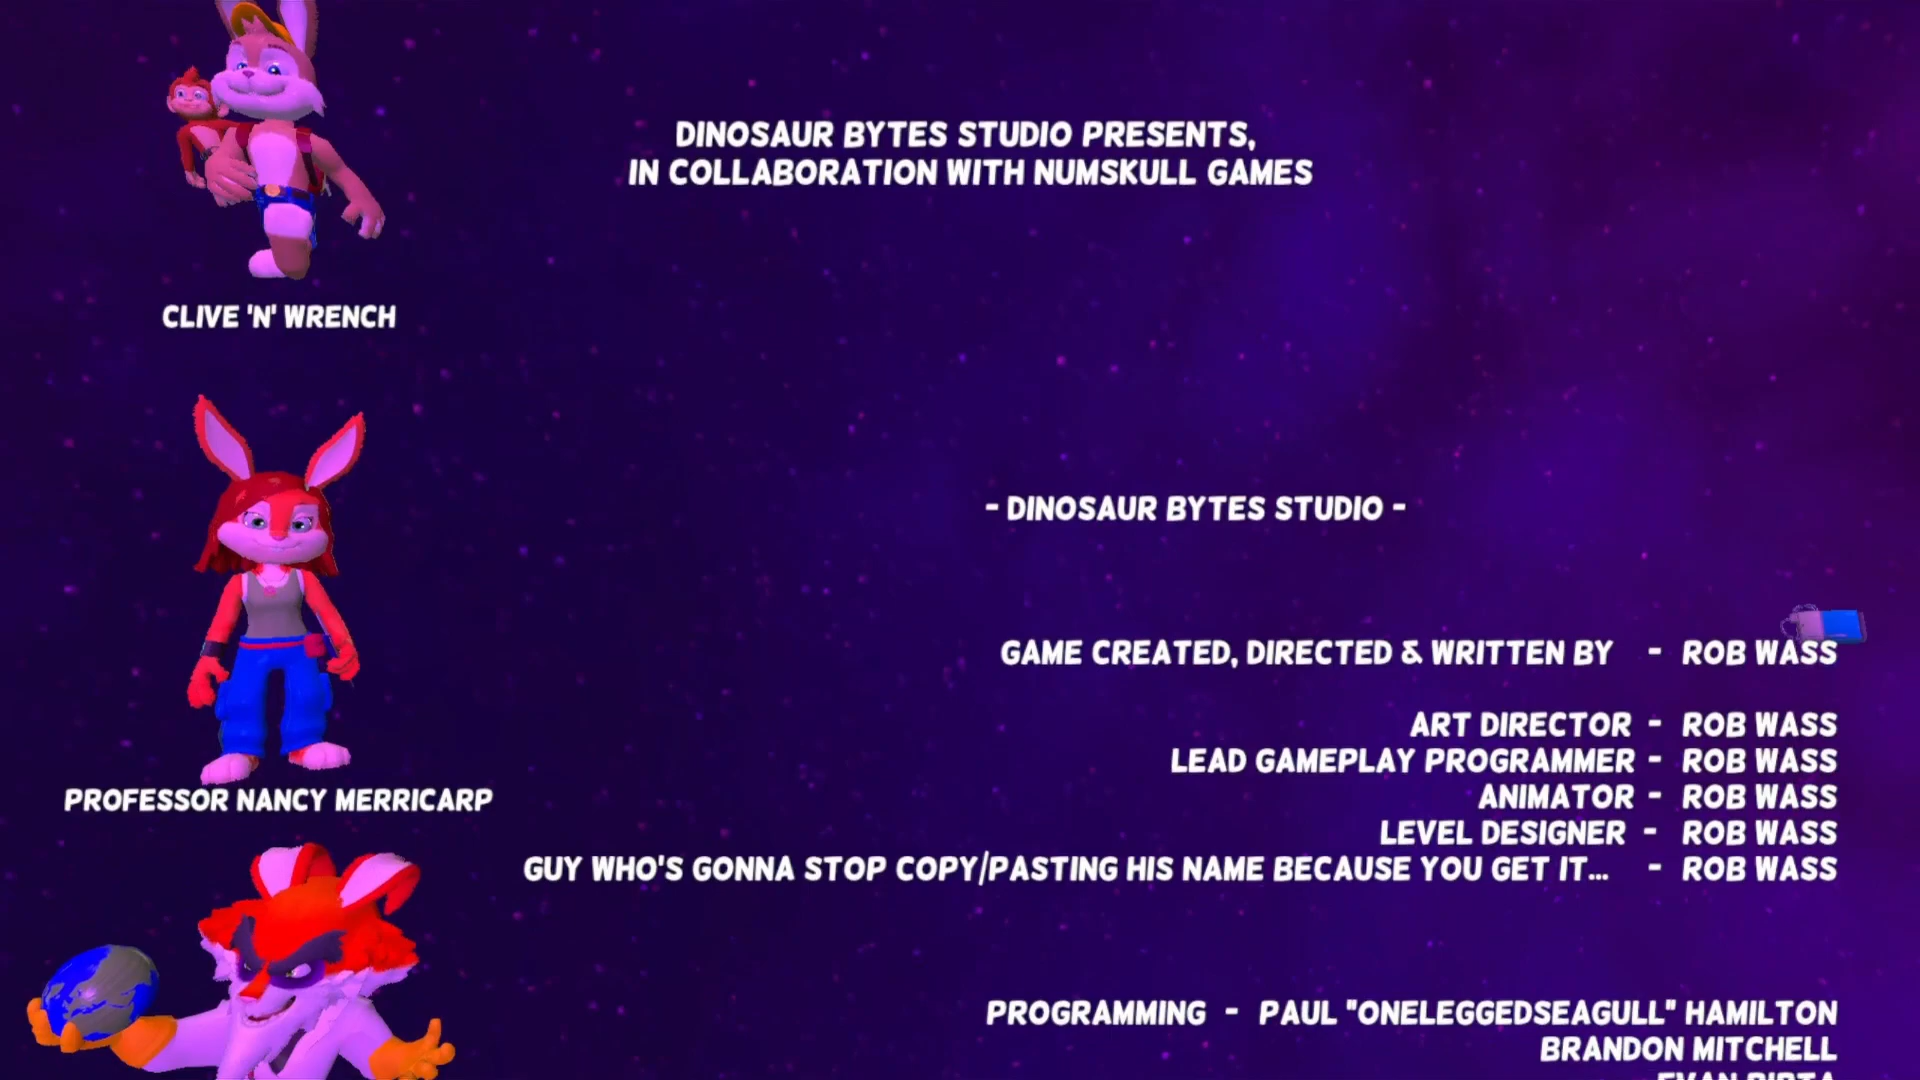 DINOSAUR BYTES STUDIO PRESENTS,
IN COLLABORATION WITH NUMSKULL GAMES
CLIVE 'N' WRENCH
- DINOSAUR BYTES STUDIO -
GAME CREATED, DIRECTED & WRITTEN BY - ROB WASS
ART DIRECTOR - ROB WASS
LEAD GAMEPLAY PROGRAMMER - ROB WASS
ANIMATOR - ROB WASS
PROFESSOR NANCY MERRICARP
LEVEL DESIGNER - ROB WASS
GUY WHO'S GONNA STOP COPY/PASTING HIS NAME BECAUSE YOU GET IT... - ROB WASS
PROGRAMMING - PAUL "ONELEGGEDSEAGULL" HAMILTON
BRANDON MITCHELL